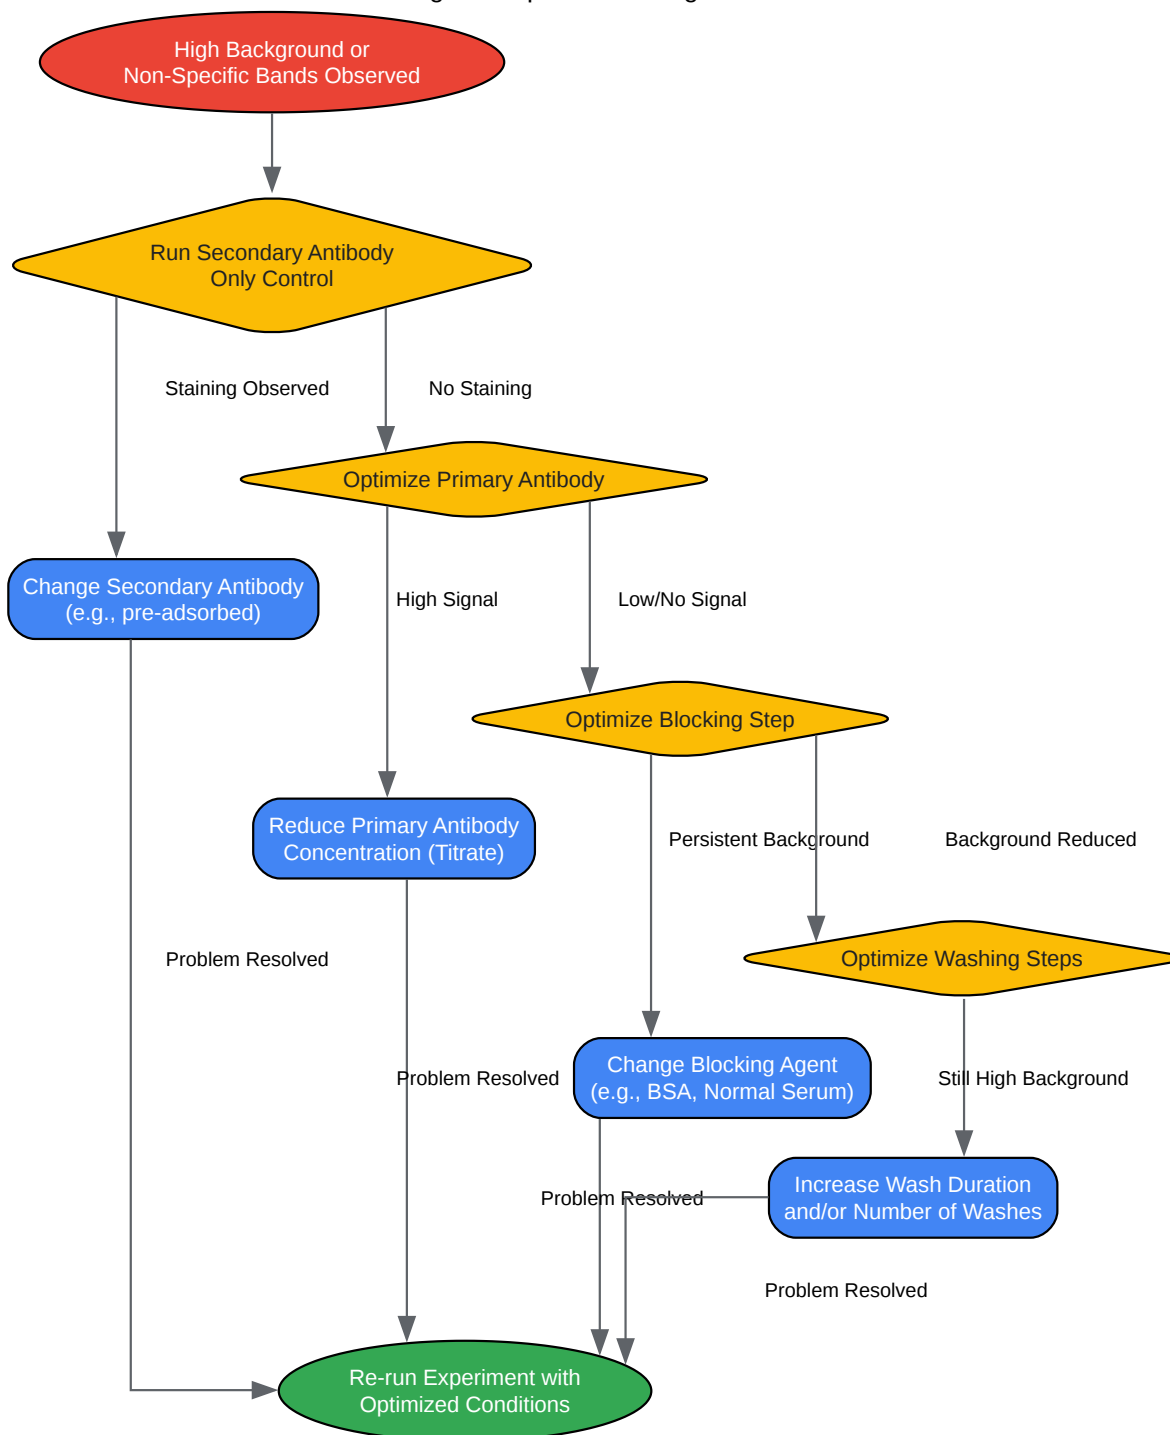 High Background or
Non-Specific Bands Observed
Run Secondary Antibody
Only Control
Staining Observed
No Staining
Optimize Primary Antibody
Change Secondary Antibody
(e.g., pre-adsorbed)
High Signal
Low/No Signal
Optimize Blocking Step
Reduce Primary Antibody
Concentration (Titrate)
Persistent Background
Background Reduced
Problem Resolved
Optimize Washing Steps
Problem Resolved
Change Blocking Agent
(e.g., BSA, Normal Serum)
Still High Background
Problem Resolved
Increase Wash Duration
and/or Number of Washes
Problem Resolved
Re-run Experiment with
Optimized Conditions